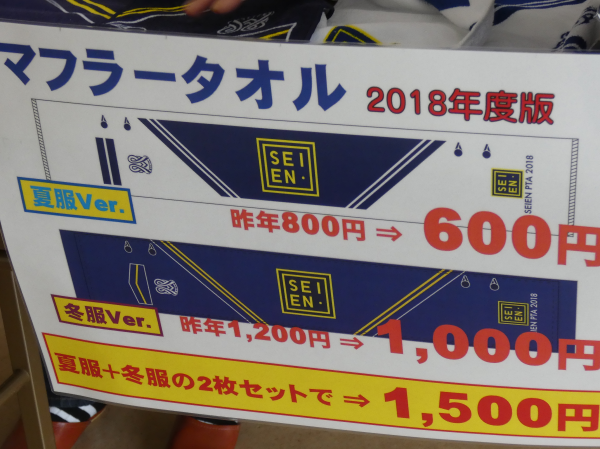 マフラータオル 2018年度版
SEI
EN.
SEIEN PTA 2018
夏服Ver.
昨年800円 ⇒ 600円
SEI
EN.
SEIEN PTA 2018
冬服Ver.
昨年1,200円 ⇒ 1,000円
夏服+冬服の2枚セットで ⇒ 1,500円